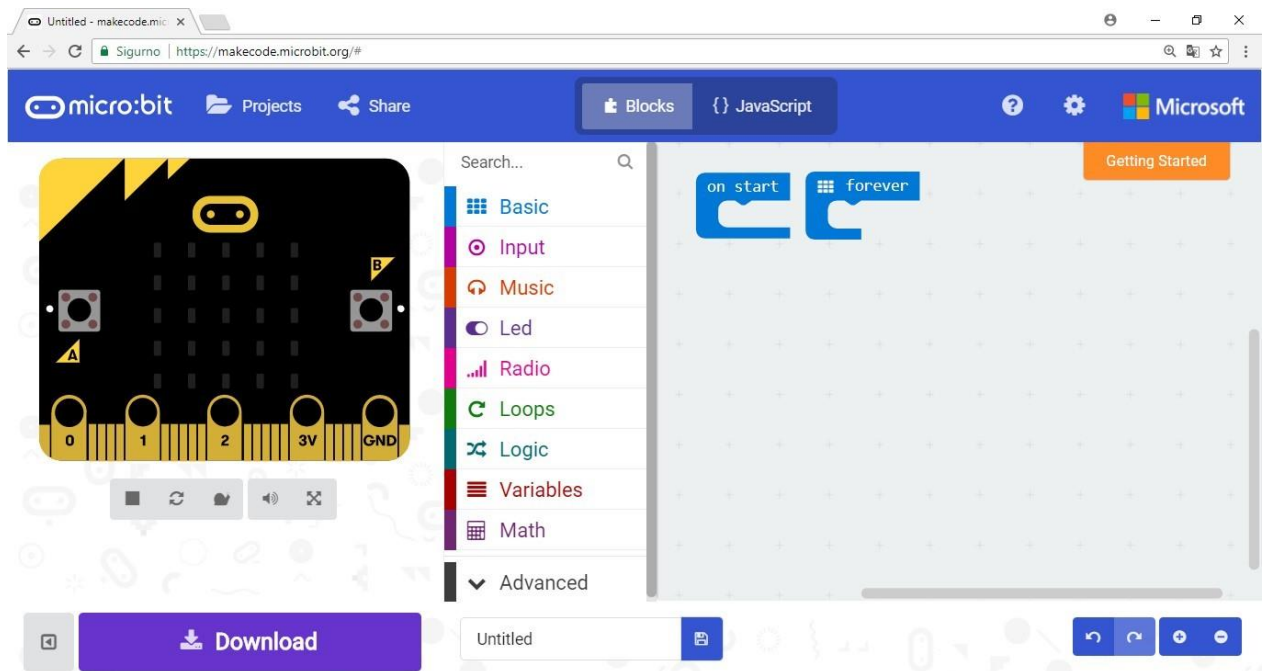 Untitled - makecode.mic
Sigurno | https://makecode.microbit.org/#
micro:bit Projects Share Blocks {} JavaScript ? Microsoft
Search...
Getting Started
on start forever
Basic
Input
Music
Led
Radio
Loops
Logic
Variables
Math
Advanced
B
A
0 1 2 3V GND
Download
Untitled